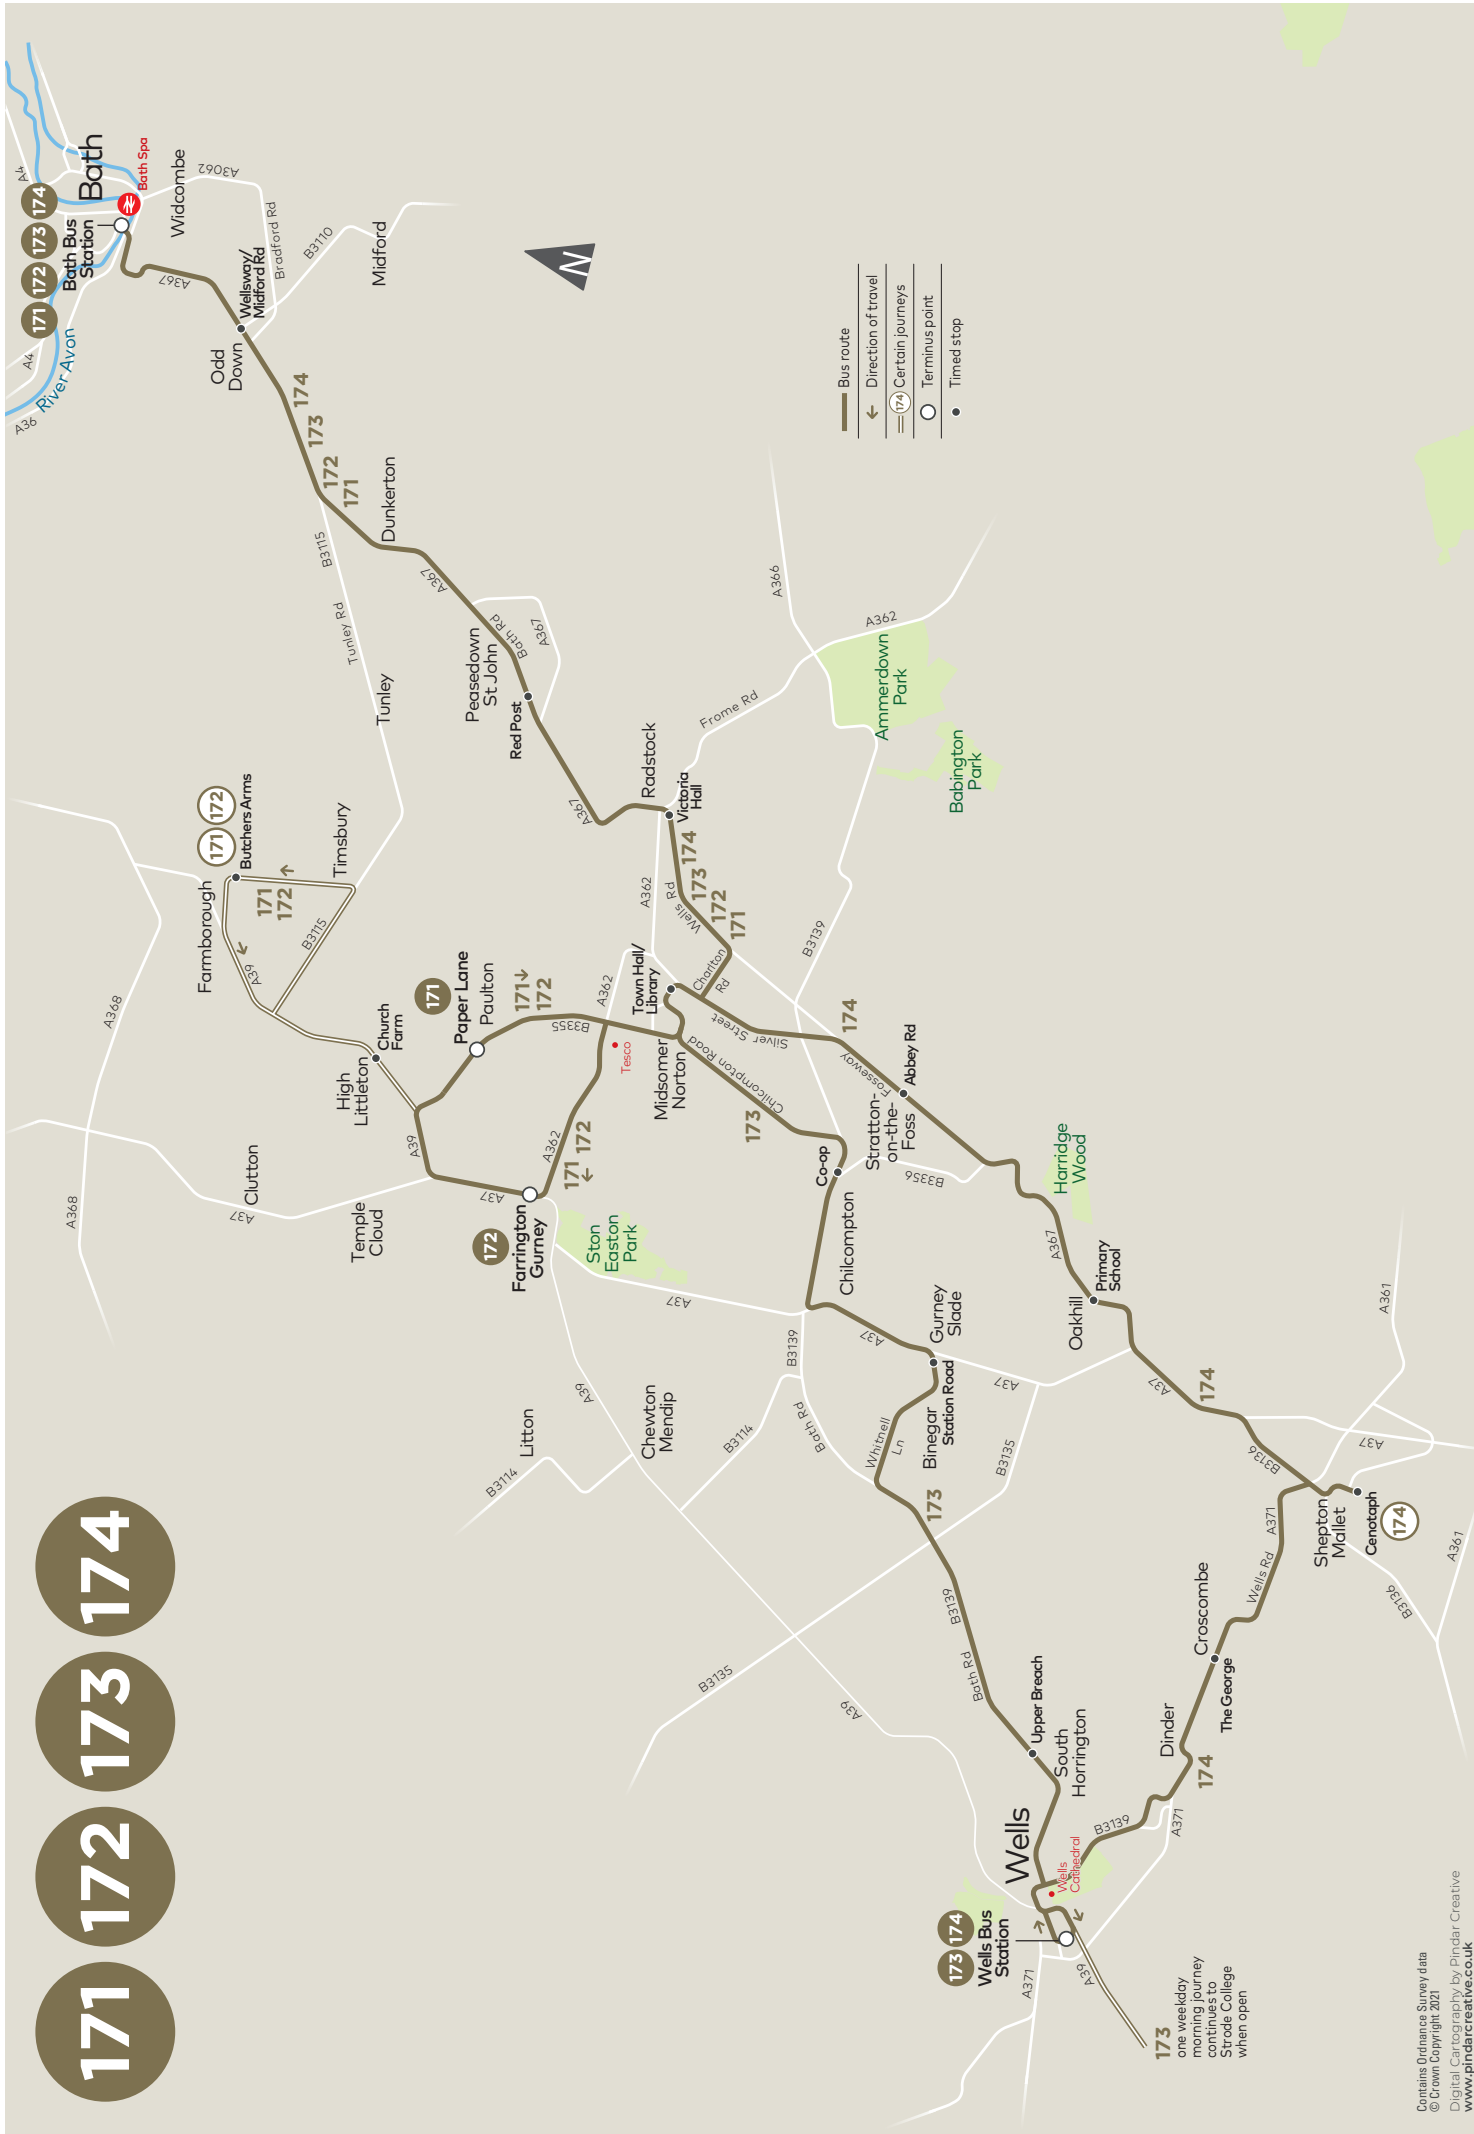 171 172 173 174
171 172 173 174
Bath Bus
Station
Bath
Bath Spa
Widcombe
A4
A4
A36
River Avon
A3062
A367
Bradford Rd
B3110
Midford
Wellsway/
Midford Rd
Odd
Down
174
173
172
171
Dunkerton
B3115
Tunley Rd
Tunley
A367
Bath Rd
A367
Peasedown
St John
Red Post
A367
Radstock
Victoria
Hall
Frome Rd
A366
A362
Ammerdown
Park
Babington
Park
174
173
172
171
A362
Wells
Rd
Charlton
Rd
B3139
171 172
Butchers Arms
Farmborough
171
172
Timsbury
B3115
A39
A368
Church
Farm
High
Littleton
171
Paper Lane
Paulton
171
172
B3355
A362
Tesco
Town Hall/
Library
Midsomer
Norton
Silver Street
Chilcompton Road
173
174
Fosseway
Abbey Rd
Stratton-
on-the-
Foss
B3356
Co-op
Chilcompton
A39
A37
A362
171
172
172
Farrington
Gurney
Ston
Easton
Park
Clutton
A37
Temple
Cloud
A368
A37
Harridge
Wood
A367
Primary
School
Oakhill
Gurney
Slade
A37
B3139
Bath Rd
Station Road
Binegar
Whitnell
Ln
A37
B3135
A39
Chewton
Mendip
Litton
B3114
B3114
173
A37
174
A361
A37
B3136
A371
Wells Rd
Shepton
Mallet
Cenotaph
174
B3136
A361
Croscombe
The George
Dinder
174
B3139
Bath Rd
B3135
A39
Upper Breach
South
Horrington
Wells
Wells
Cathedral
B3139
A371
173 174
Wells Bus
Station
A371
A39
173
one weekday
morning journey
continues to
Strode College
when open
N
Bus route
Direction of travel
174 Certain journeys
Terminus point
Timed stop
Contains Ordnance Survey data
© Crown Copyright 2021
Digital Cartography by Pindar Creative
www.pindarcreative.co.uk